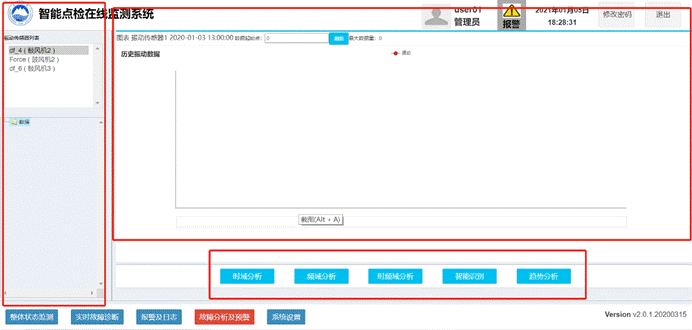 智能点检在线监测系统
user01
管理员
报警
2021年01月03日
18:28:31
修改密码
退出
振动传感器列表
df_4（鼓风机2）
Force（鼓风机2）
df_6（鼓风机3）
数据
图表 振动传感器1 2020-01-03 13:00:00 数据起始点: 0 刷新 最大数据量: 0
历史振动数据
截图(Alt + A)
时域分析
频域分析
时频域分析
智能识别
趋势分析
整体状态监测
实时故障诊断
报警及日志
故障分析及预警
系统设置
Version v2.0.1.20200315